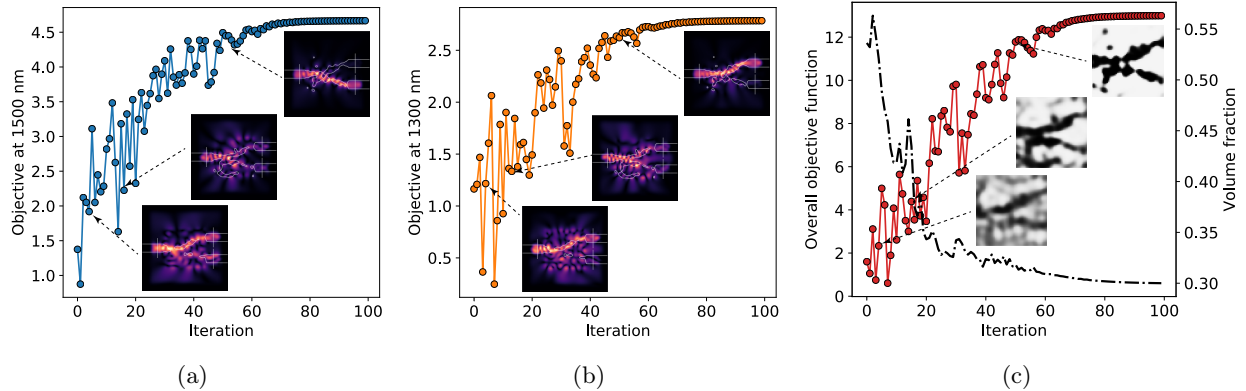 Objective at 1500 nm
4.5
4.0
3.5
3.0
2.5
2.0
1.5
1.0
0 20 40 60 80 100
Iteration
(a)
Objective at 1300 nm
2.5
2.0
1.5
1.0
0.5
0 20 40 60 80 100
Iteration
(b)
Overall objective function
12
10
8
6
4
2
0
0 20 40 60 80 100
Iteration
0.55
0.50
0.45
0.40
0.35
0.30
Volume fraction
(c)